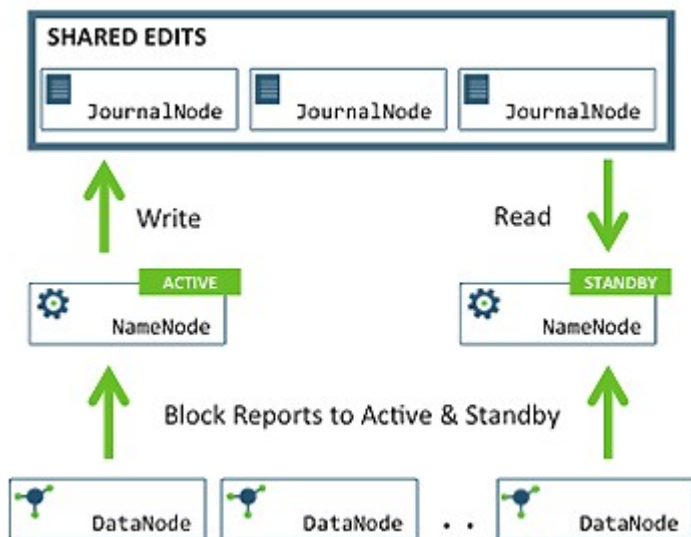 SHARED EDITS
JournalNode JournalNode JournalNode
Write Read
ACTIVE STANDBY
NameNode NameNode
Block Reports to Active & Standby
DataNode DataNode . . DataNode